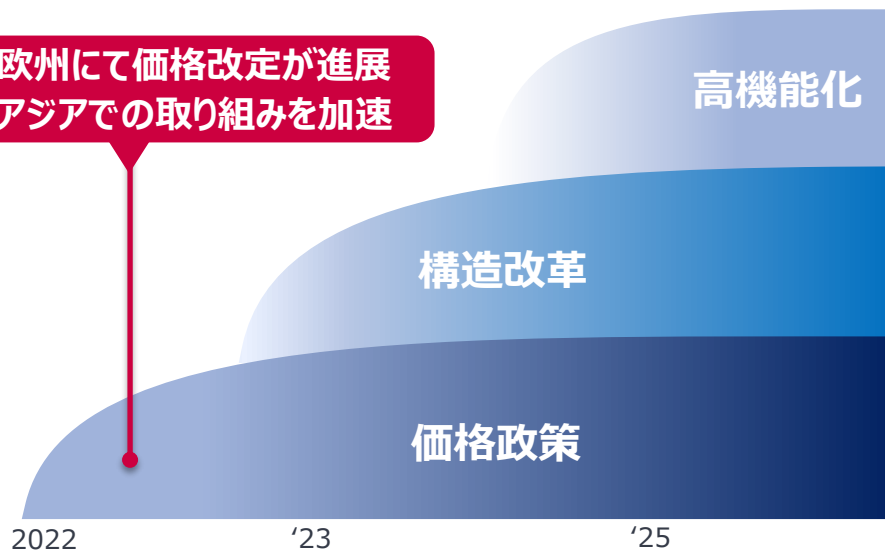 欧州にて価格改定が進展
アジアでの取り組みを加速
高機能化
構造改革
価格政策
2022
‘23
‘25